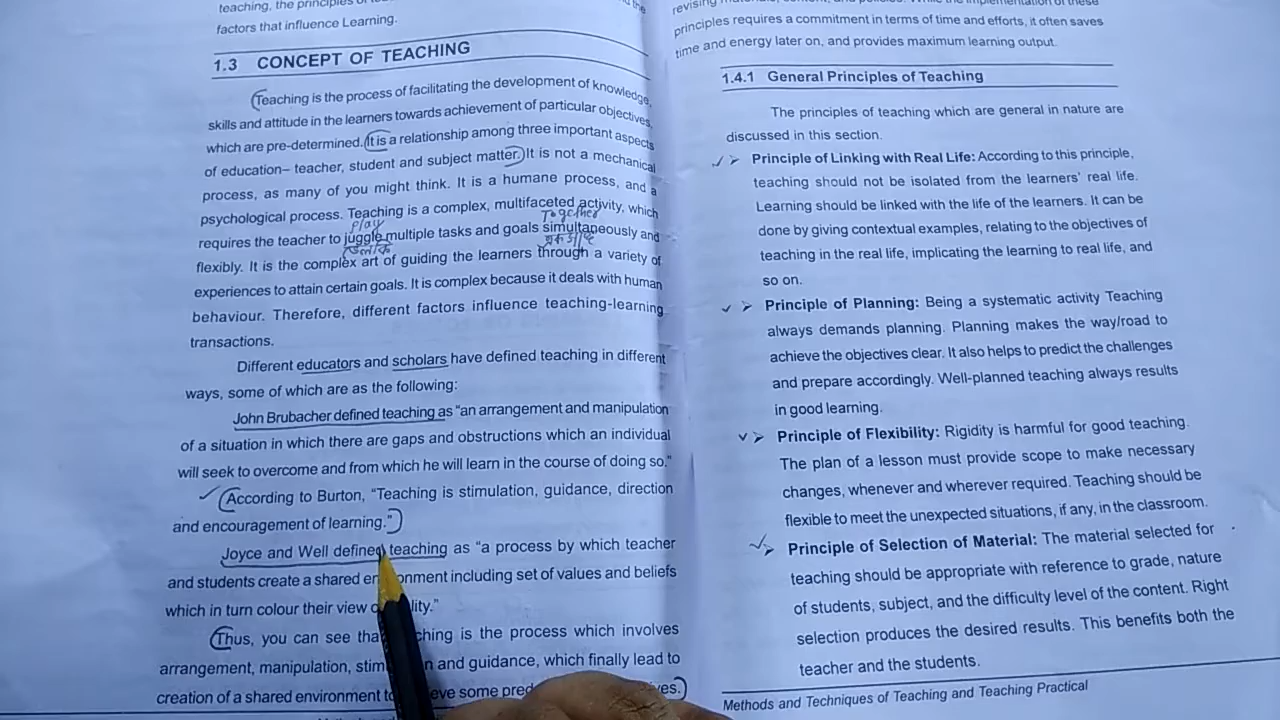 teaching, the principles of
factors that influence Learning.
1.3 CONCEPT OF TEACHING
Teaching is the process of facilitating the development of knowledge,
skills and attitude in the learners towards achievement of particular objectives,
which are pre-determined. It is a relationship among three important aspects
of education– teacher, student and subject matter. It is not a mechanical
process, as many of you might think. It is a humane process, and a
psychological process. Teaching is a complex, multifaceted activity, which
play Together
requires the teacher to juggle multiple tasks and goals simultaneously and
flexibly. It is the complex art of guiding the learners through a variety of
experiences to attain certain goals. It is complex because it deals with human
behaviour. Therefore, different factors influence teaching-learning
transactions.
Different educators and scholars have defined teaching in different
ways, some of which are as the following:
John Brubacher defined teaching as “an arrangement and manipulation
of a situation in which there are gaps and obstructions which an individual
will seek to overcome and from which he will learn in the course of doing so.”
According to Burton, “Teaching is stimulation, guidance, direction
and encouragement of learning.”
Joyce and Well defined teaching as “a process by which teacher
and students create a shared including set of values and beliefs
which in turn colour their view
Thus, you can see is the process which involves
arrangement, manipulation, and guidance, which finally lead to
creation of a shared environment some
revising
principles requires a commitment in terms of time and efforts, it often saves
time and energy later on, and provides maximum learning output.
1.4.1 General Principles of Teaching
The principles of teaching which are general in nature are
discussed in this section.
➢ Principle of Linking with Real Life: According to this principle,
teaching should not be isolated from the learners’ real life.
Learning should be linked with the life of the learners. It can be
done by giving contextual examples, relating to the objectives of
teaching in the real life, implicating the learning to real life, and
so on.
➢ Principle of Planning: Being a systematic activity Teaching
always demands planning. Planning makes the way/road to
achieve the objectives clear. It also helps to predict the challenges
and prepare accordingly. Well-planned teaching always results
in good learning.
➢ Principle of Flexibility: Rigidity is harmful for good teaching.
The plan of a lesson must provide scope to make necessary
changes, whenever and wherever required. Teaching should be
flexible to meet the unexpected situations, if any, in the classroom.
➢ Principle of Selection of Material: The material selected for
teaching should be appropriate with reference to grade, nature
of students, subject, and the difficulty level of the content. Right
selection produces the desired results. This benefits both the
teacher and the students.
Methods and Techniques of Teaching and Teaching Practical